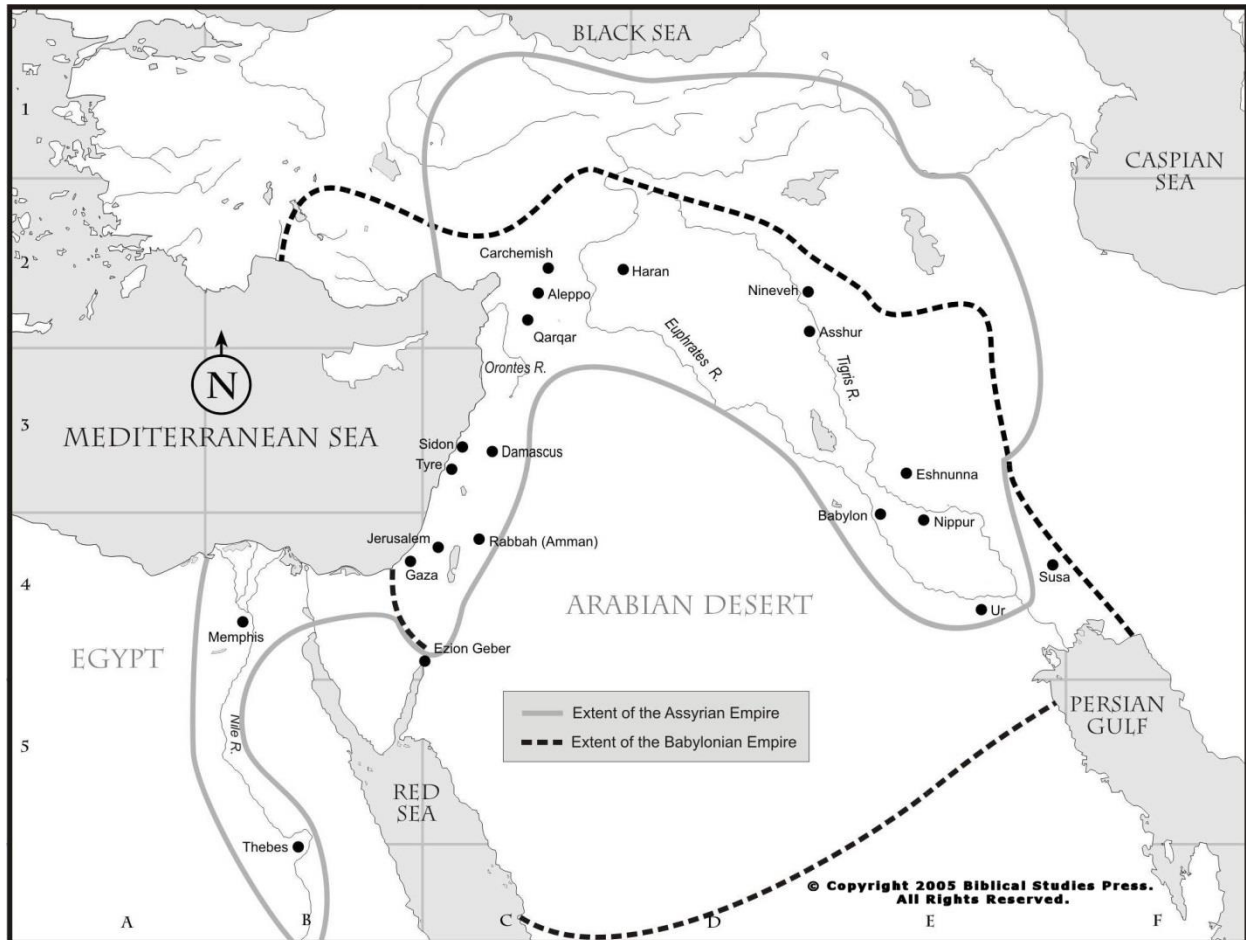 BLACK SEA
1
CASPIAN
SEA
2
Carchemish
Haran
Aleppo
Nineveh
Qarqar
Asshur
Euphrates R.
Tigris R.
Orontes R.
N
3
MEDITERRANEAN SEA
Sidon
Damascus
Tyre
Eshnunna
Babylon
Nippur
Jerusalem
Rabbah (Amman)
Gaza
Susa
4
ARABIAN DESERT
Ur
Memphis
EGYPT
Ezion Geber
Nile R.
Extent of the Assyrian Empire
Extent of the Babylonian Empire
PERSIAN
GULF
5
RED
SEA
Thebes
© Copyright 2005 Biblical Studies Press.
All Rights Reserved.
A B C D E F